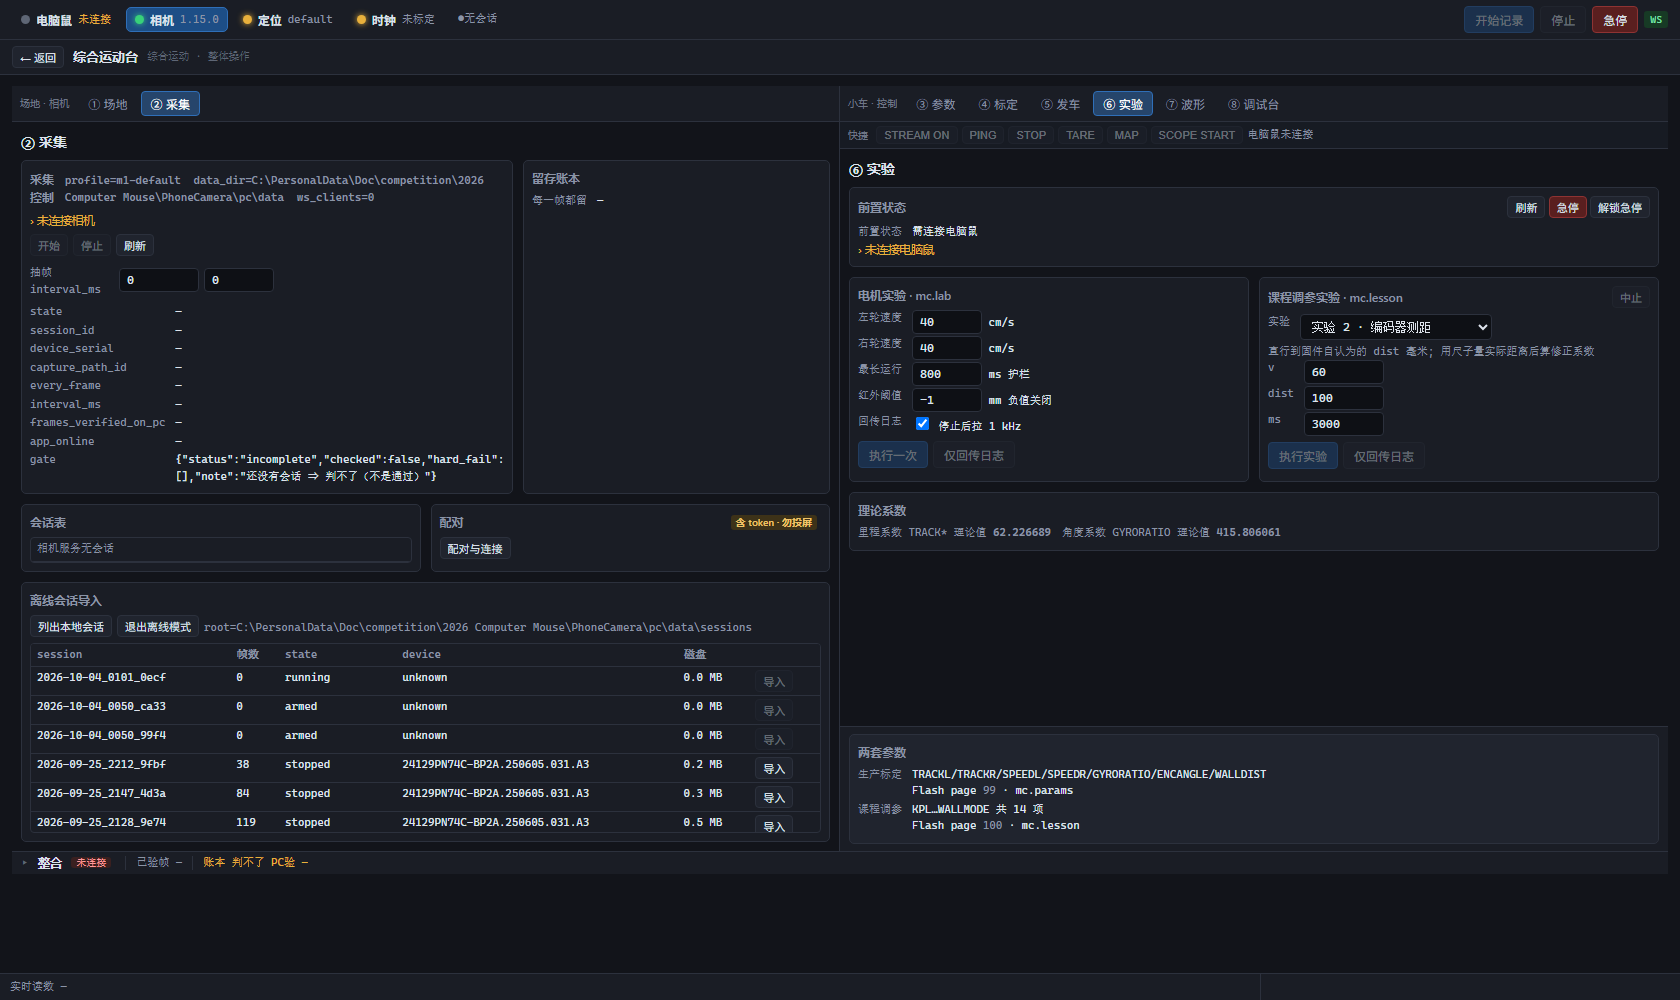 电脑鼠 未连接 相机 1.15.0 定位 default 时钟 未标定 无会话 开始记录 停止 急停 WS
←返回 综合运动台 综合运动 · 整体操作
场地 · 相机 ① 场地 ② 采集
② 采集
采集控制 profile=m1-default data_dir=C:\PersonalData\Doc\competition\2026
Computer Mouse\PhoneCamera\pc\data ws_clients=0
› 未连接相机
开始 停止 刷新
抽帧
interval_ms 0 0
state —
session_id —
device_serial —
capture_path_id —
every_frame —
interval_ms —
frames_verified_on_pc —
app_online —
gate {"status":"incomplete","checked":false,"hard_fail":
[],"note":"还没有会话 ⇒ 判不了（不是通过）"}
留存账本
每一帧都留 —
会话表
相机服务无会话
配对 含 token · 勿投屏
配对与连接
离线会话导入
列出本地会话 退出离线模式 root=C:\PersonalData\Doc\competition\2026 Computer Mouse\PhoneCamera\pc\data\sessions
session 帧数 state device 磁盘
2026-10-04_0101_0ecf 0 running unknown 0.0 MB 导入
2026-10-04_0050_ca33 0 armed unknown 0.0 MB 导入
2026-10-04_0050_99f4 0 armed unknown 0.0 MB 导入
2026-09-25_2212_9fbf 38 stopped 24129PN74C-BP2A.250605.031.A3 0.2 MB 导入
2026-09-25_2147_4d3a 84 stopped 24129PN74C-BP2A.250605.031.A3 0.3 MB 导入
2026-09-25_2128_9e74 119 stopped 24129PN74C-BP2A.250605.031.A3 0.5 MB 导入
小车 · 控制 ③ 参数 ④ 标定 ⑤ 发车 ⑥ 实验 ⑦ 波形 ⑧ 调试台
快捷 STREAM ON PING STOP TARE MAP SCOPE START 电脑鼠未连接
⑥ 实验
前置状态 刷新 急停 解锁急停
前置状态 需连接电脑鼠
› 未连接电脑鼠
电机实验 · mc.lab
左轮速度 40 cm/s
右轮速度 40 cm/s
最长运行 800 ms 护栏
红外阈值 −1 mm 负值关闭
回传日志 停止后拉 1 kHz
执行一次 仅回传日志
课程调参实验 · mc.lesson 中止
实验 实验 2 · 编码器测距
直行到固件自认为的 dist 毫米; 用尺子量实际距离后算修正系数
v 60
dist 100
ms 3000
执行实验 仅回传日志
理论系数
里程系数 TRACK* 理论值 62.226689 角度系数 GYRORATIO 理论值 415.806061
两套参数
生产标定 TRACKL/TRACKR/SPEEDL/SPEEDR/GYRORATIO/ENCANGLE/WALLDIST
Flash page 99 · mc.params
课程调参 KPL…WALLMODE 共 14 项
Flash page 100 · mc.lesson
整合 未连接 已验帧 — 账本 判不了 PC验 —
实时读数 —